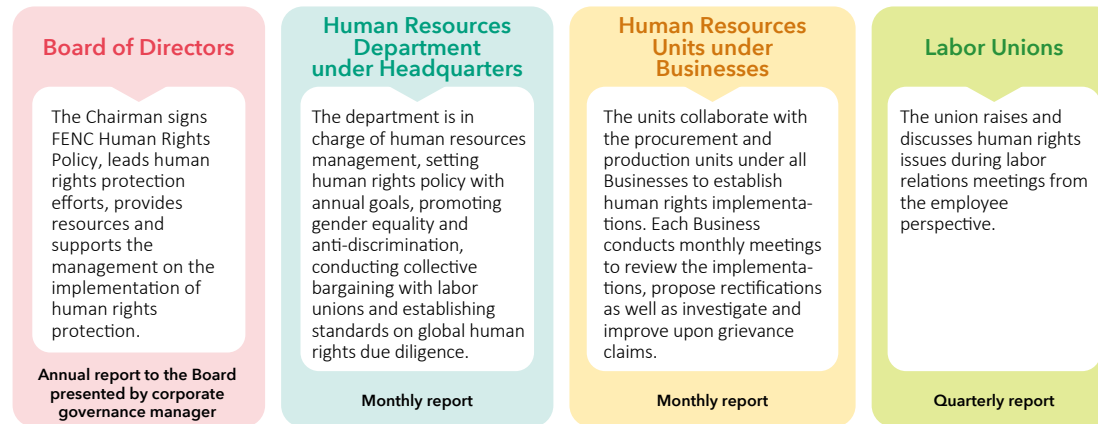 Board of Directors
The Chairman signs
FENC Human Rights
Policy, leads human
rights protection
efforts, provides
resources and
supports the
management on the
implementation of
human rights
protection.
Annual report to the Board
presented by corporate
governance manager
Human Resources
Department
under Headquarters
The department is in
charge of human resources
management, setting
human rights policy with
annual goals, promoting
gender equality and
anti-discrimination,
conducting collective
bargaining with labor
unions and establishing
standards on global human
rights due diligence.
Monthly report
Human Resources
Units under
Businesses
The units collaborate with
the procurement and
production units under all
Businesses to establish
human rights implementa-
tions. Each Business
conducts monthly meetings
to review the implementa-
tions, propose rectifications
as well as investigate and
improve upon grievance
claims.
Monthly report
Labor Unions
The union raises and
discusses human rights
issues during labor
relations meetings from
the employee
perspective.
Quarterly report